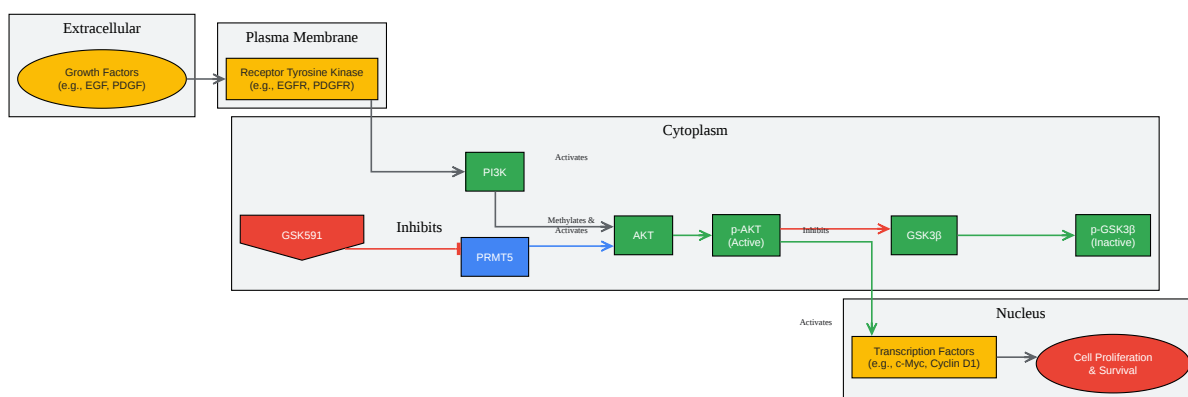 Extracellular
Growth Factors
(e.g., EGF, PDGF)
Plasma Membrane
Receptor Tyrosine Kinase
(e.g., EGFR, PDGFR)
Cytoplasm
PI3K
Activates
GSK591
Inhibits
PRMT5
Methylates &
Activates
AKT
p-AKT
(Active)
Inhibits
GSK3β
p-GSK3β
(Inactive)
Activates
Nucleus
Transcription Factors
(e.g., c-Myc, Cyclin D1)
Cell Proliferation
& Survival